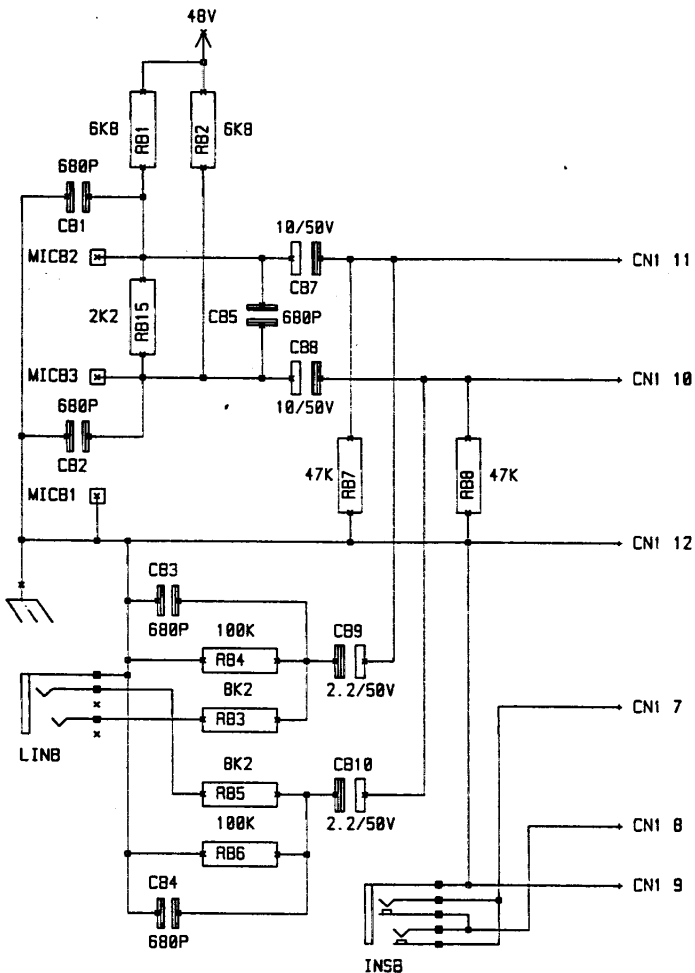 48V
6K8 RB1 RB2 6K8
680P
CB1
10/50V
MICB2 CN1 11
CB7
2K2 RB15 CB5 680P
CB8
MICB3 CN1 10
680P 10/50V
CB2
47K RB7 RB8 47K
MICB1
CN1 12
CB3
680P 100K CB9
RB4
8K2 2.2/50V
RB3 CN1 7
LINB
8K2 CB10
RB5
100K 2.2/50V
RB6 CN1 8
CB4 CN1 9
680P
INSB